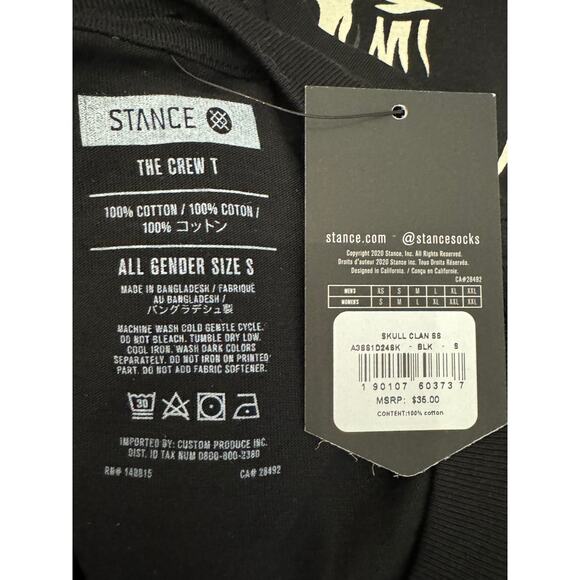 STANCE
THE CREW T
100% COTTON / 100% COTON /
100% コットン
ALL GENDER SIZE S
MADE IN BANGLADESH / FABRIQUÉ
AU BANGLADESH /
バングラデシュ製
MACHINE WASH COLD GENTLE CYCLE.
DO NOT BLEACH. TUMBLE DRY LOW.
COOL IRON. WASH DARK COLORS
SEPARATELY. DO NOT IRON ON PRINTED
PART. DO NOT ADD FABRIC SOFTENER.
30
IMPORTED BY: CUSTOM PRODUCE INC.
DIST. ID TAX NUM 0800-800-2380
RN# 148815 CA# 28492
stance.com - @stancesocks
Copyright 2020 Stance, Inc. All Rights Reserved.
Droits d'auteur 2020 Stance Inc. Tous Droits Réservés.
Designed in California. / Conçu en Californie.
CA#28492
MEN'S XS S M L XL XXL
WOMEN'S S M L XL XXL
SKULL CLAN SS
A3SS1D24SK - BLK - S
1 90107 60373 7
MSRP: $35.00
CONTENT:100% cotton